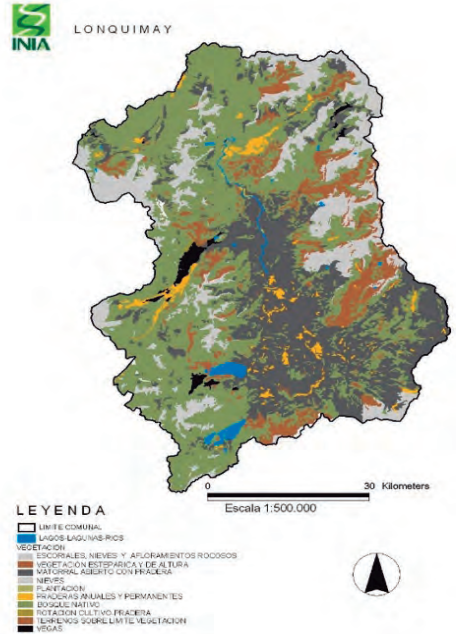 INIA
LONQUIMAY
0 30 Kilometers
Escala 1:500.000
LEYENDA
LIMITE COMUNAL
LAGOS-LAGUNAS-RIOS
VEGETACION
ESCORIALES, NIEVES Y AFLORAMIENTOS ROCOSOS
VEGETACION ESTEPARICA Y DE ALTURA
MATORRAL ABIERTO CON PRADERA
NIEVES
PLANTACION
PRADERAS ANUALES Y PERMANENTES
BOSQUE NATIVO
ROTACION CULTIVO-PRADERA
TERRENOS SOBRE LIMITE VEGETACION
VEGAS